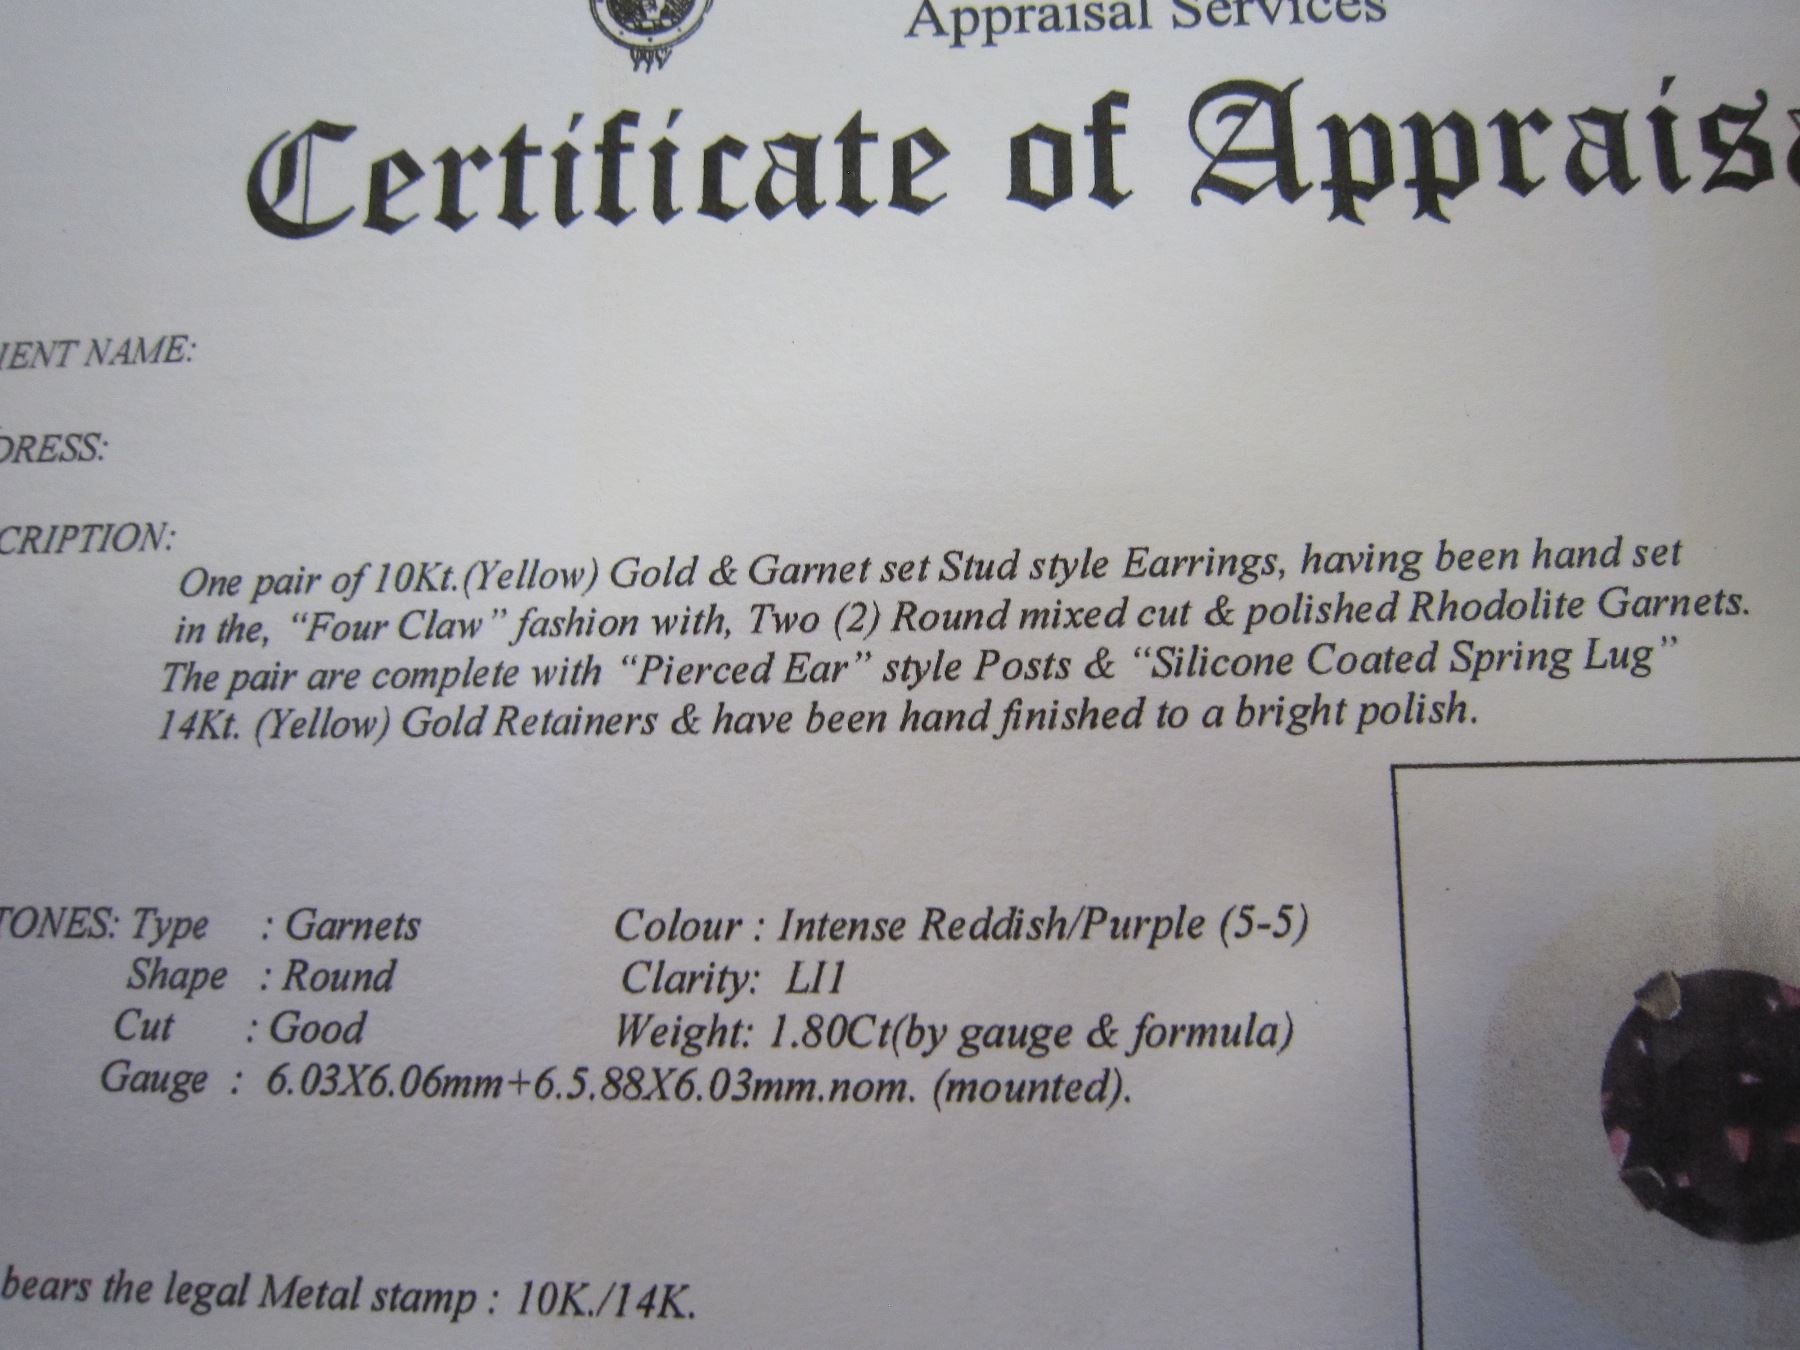 Appraisal Services
Certificate of Appraisa
IENT NAME:
DRESS:
CRIPTION:
One pair of 10Kt.(Yellow) Gold & Garnet set Stud style Earrings, having been hand set
in the, “Four Claw” fashion with, Two (2) Round mixed cut & polished Rhodolite Garnets.
The pair are complete with “Pierced Ear” style Posts & “Silicone Coated Spring Lug”
14Kt. (Yellow) Gold Retainers & have been hand finished to a bright polish.
TONES: Type : Garnets Colour : Intense Reddish/Purple (5-5)
Shape : Round Clarity: LI1
Cut : Good Weight: 1.80Ct(by gauge & formula)
Gauge : 6.03X6.06mm+6.5.88X6.03mm.nom. (mounted).
bears the legal Metal stamp : 10K./14K.